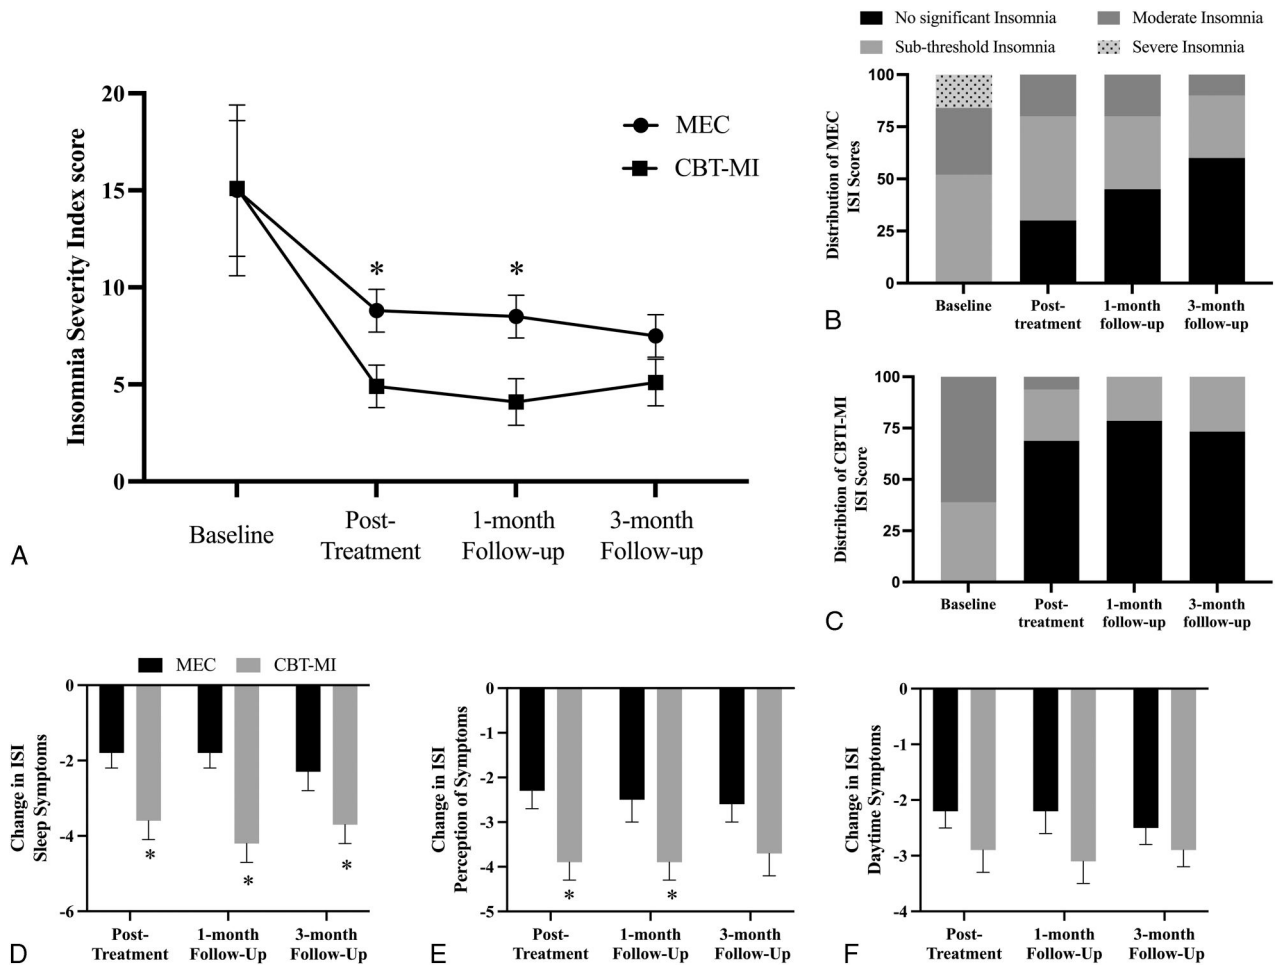 20
15
10
5
0
Insomnia Severity Index score
MEC
CBT-MI
*
*
Baseline
Post-
Treatment
1-month
Follow-up
3-month
Follow-up
A
No significant Insomnia
Moderate Insomnia
Sub-threshold Insomnia
Severe Insomnia
100
75
50
25
0
Distribution of MEC
ISI Scores
Baseline
Post-
treatment
1-month
follow-up
3-month
follow-up
B
100
75
50
25
0
Distribtion of CBTI-MI
ISI Score
Baseline
Post-
treatment
1-month
follow-up
3-month
folllow-up
C
MEC
CBT-MI
0
-2
-4
-6
Change in ISI
Sleep Symptoms
*
*
*
Post-
Treatment
1-month
Follow-Up
3-month
Follow-Up
D
0
-1
-2
-3
-4
-5
Change in ISI
Perception of Symptoms
*
*
Post-
Treatment
1-month
Follow-Up
3-month
Follow-Up
E
0
-1
-2
-3
-4
Change in ISI
Daytime Symptoms
Post-
Treatment
1-month
Follow-Up
3-month
Follow-Up
F